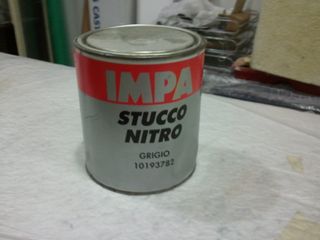 IMPA
STUCCO
NITRO
GRIGIO
10193782